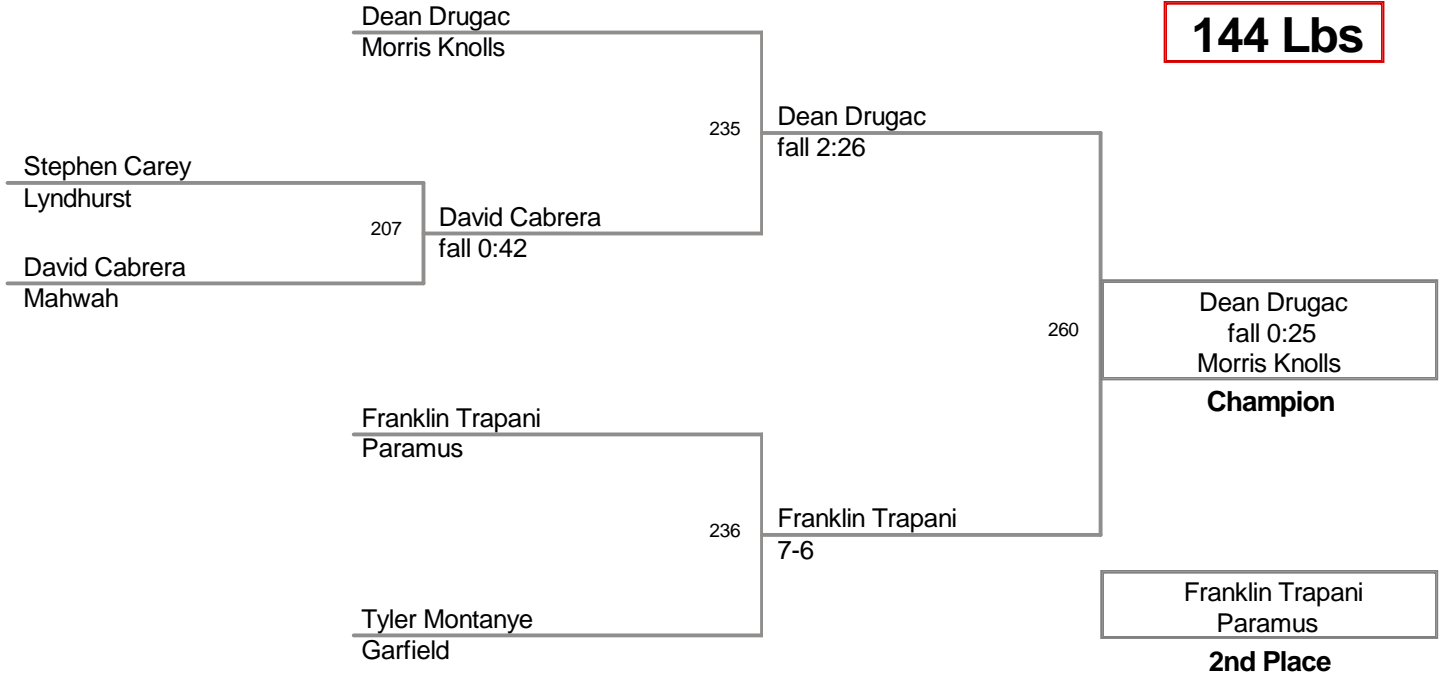 Dean Drugac
Morris Knolls
144 Lbs
235
Dean Drugac
fall 2:26
Stephen Carey
Lyndhurst
207
David Cabrera
fall 0:42
David Cabrera
Mahwah
260
Dean Drugac
fall 0:25
Morris Knolls
Champion
Franklin Trapani
Paramus
236
Franklin Trapani
7-6
Tyler Montanye
Garfield
Franklin Trapani
Paramus
2nd Place